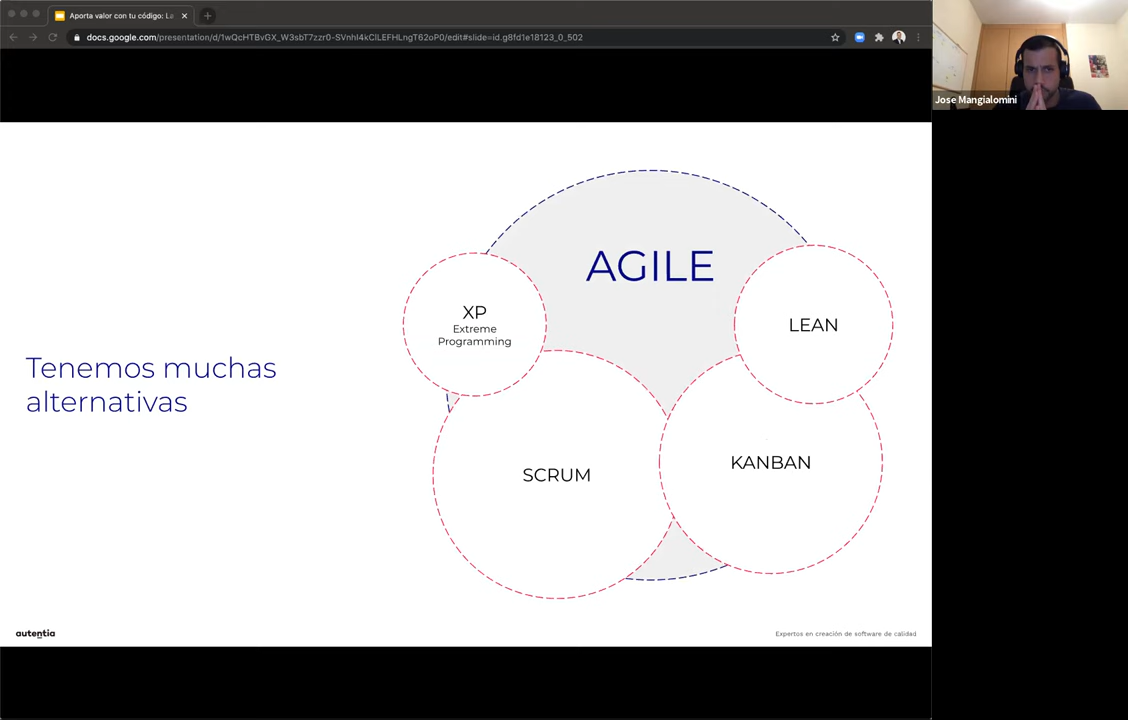 Aporta valor con tu código: La
docs.google.com/presentation/d/1wQcHTBvGX_W3sbT7zzr0-SVnhI4kClLEFHLngT62oP0/edit#slide=id.g8fd1e18123_0_502
Jose Mangialomini
AGILE
XP
Extreme
Programming
LEAN
Tenemos muchas
alternativas
SCRUM
KANBAN
autentia
Expertos en creación de software de calidad